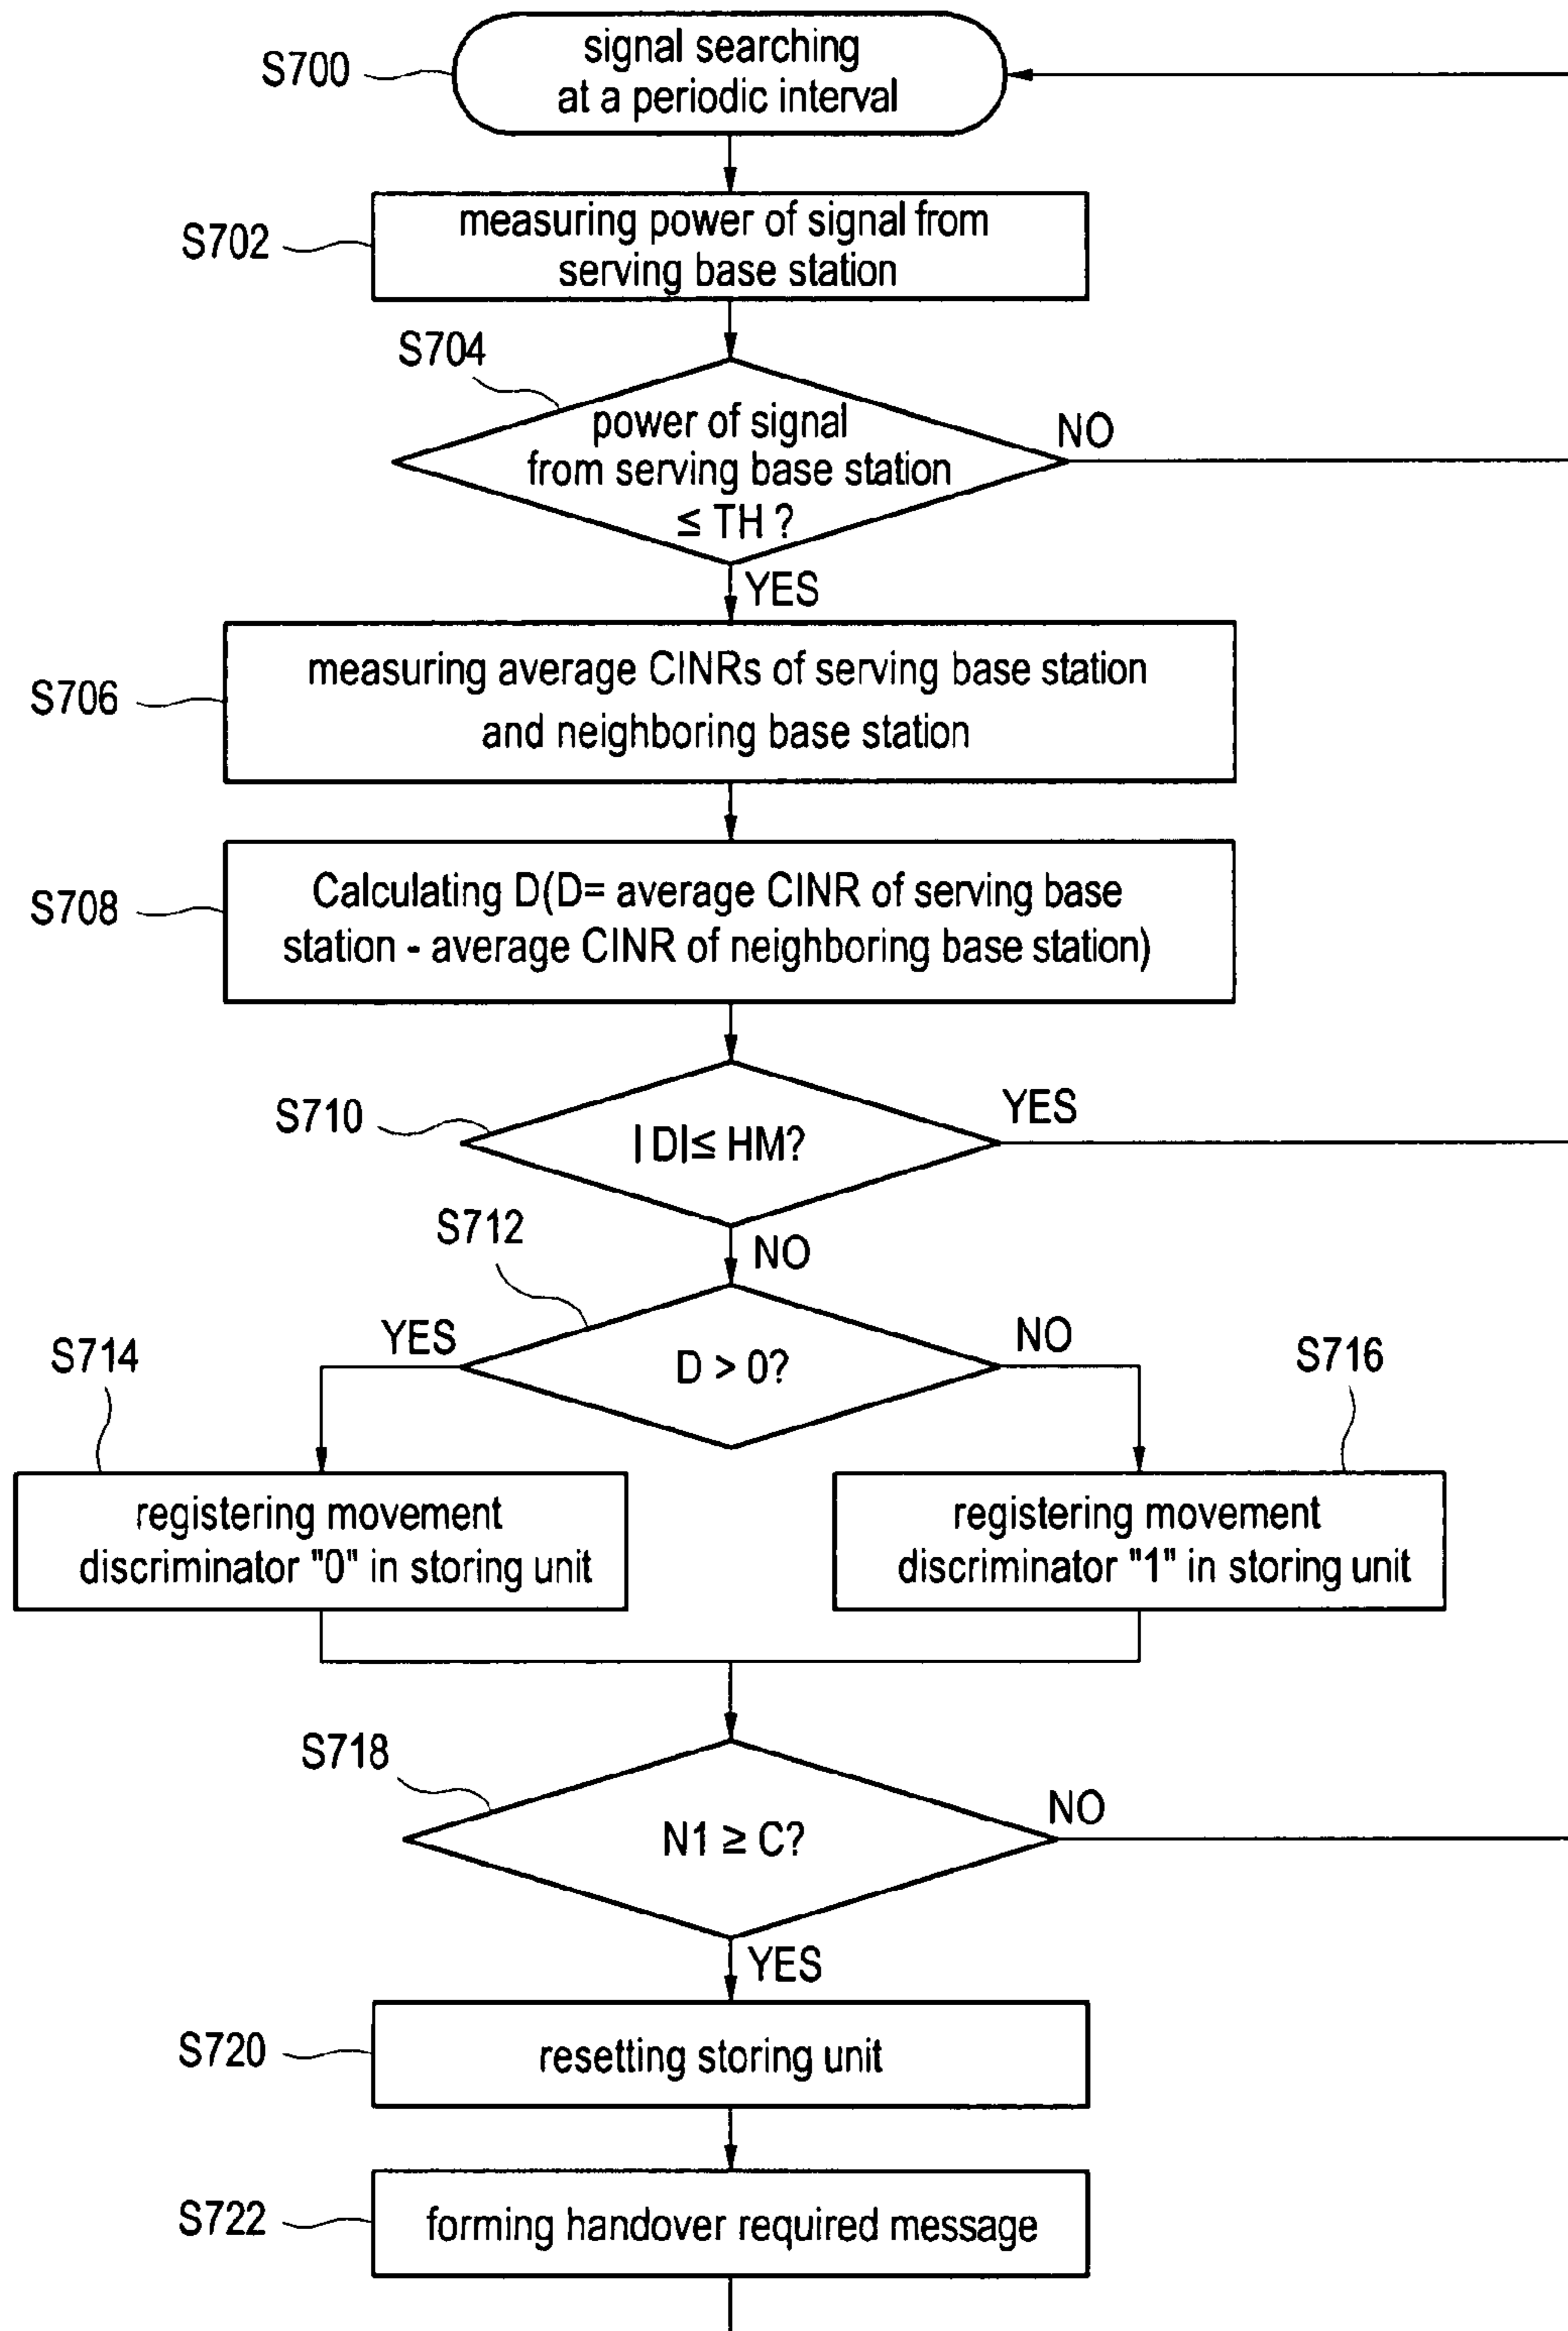 S700
signal searching
at a periodic interval
S702
measuring power of signal from
serving base station
S704
power of signal
from serving base station
≤ TH ?
NO
YES
S706
measuring average CINRs of serving base station
and neighboring base station
S708
Calculating D(D= average CINR of serving base
station - average CINR of neighboring base station)
S710
| D|≤ HM?
YES
NO
S712
D > 0?
YES
NO
S714
registering movement
discriminator "0" in storing unit
S716
registering movement
discriminator "1" in storing unit
S718
N1 ≥ C?
NO
YES
S720
resetting storing unit
S722
forming handover required message